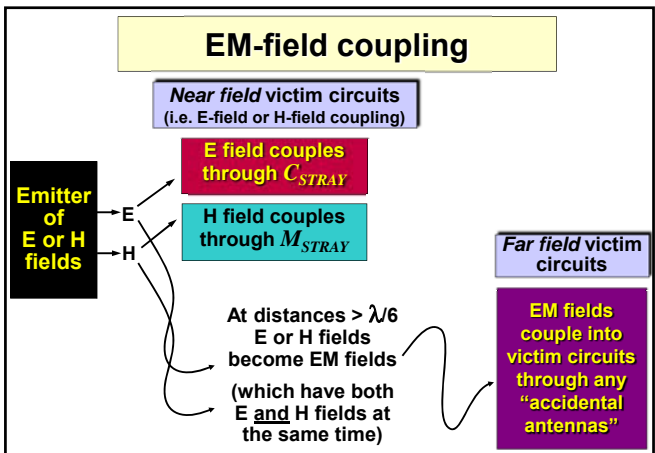 EM-field coupling
Near field victim circuits
(i.e. E-field or H-field coupling)
E field couples
through C_STRAY
Emitter
of
E or H
fields
E
H
H field couples
through M_STRAY
Far field victim
circuits
At distances > λ/6
E or H fields
become EM fields
(which have both
E and H fields at
the same time)
EM fields
couple into
victim circuits
through any
“accidental
antennas”